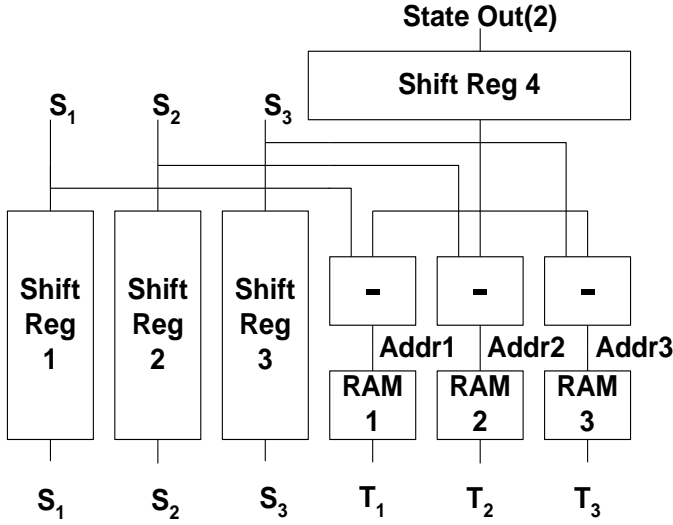 State Out(2)
Shift Reg 4
S1 S2 S3
Shift Reg 1
Shift Reg 2
Shift Reg 3
- - -
Addr1 Addr2 Addr3
RAM 1
RAM 2
RAM 3
S1 S2 S3 T1 T2 T3